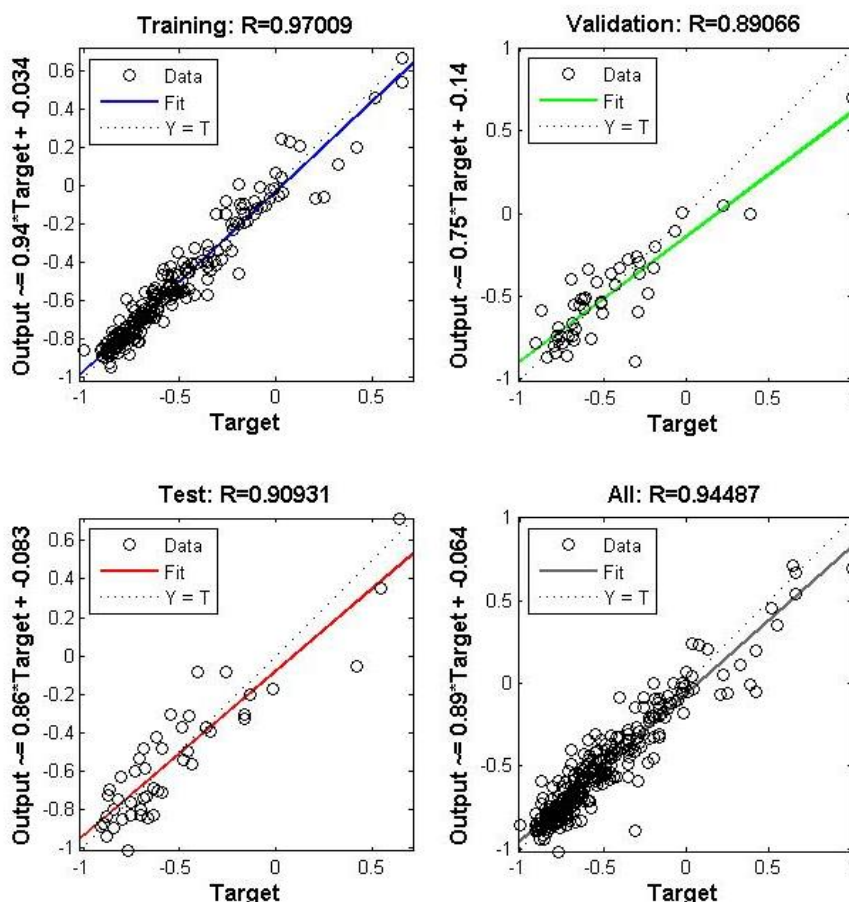 Training: R=0.97009
Output ~= 0.94*Target + -0.034
0.6
0.4
0.2
0
-0.2
-0.4
-0.6
-0.8
-1
Data
Fit
Y = T
-1
-0.5
0
0.5
Target
Validation: R=0.89066
Output ~= 0.75*Target + -0.14
1
0.5
0
-0.5
-1
Data
Fit
Y = T
-1
-0.5
0
0.5
1
Target
Test: R=0.90931
Output ~= 0.86*Target + -0.083
0.6
0.4
0.2
0
-0.2
-0.4
-0.6
-0.8
-1
Data
Fit
Y = T
-1
-0.5
0
0.5
Target
All: R=0.94487
Output ~= 0.89*Target + -0.064
1
0.5
0
-0.5
-1
Data
Fit
Y = T
-1
-0.5
0
0.5
1
Target